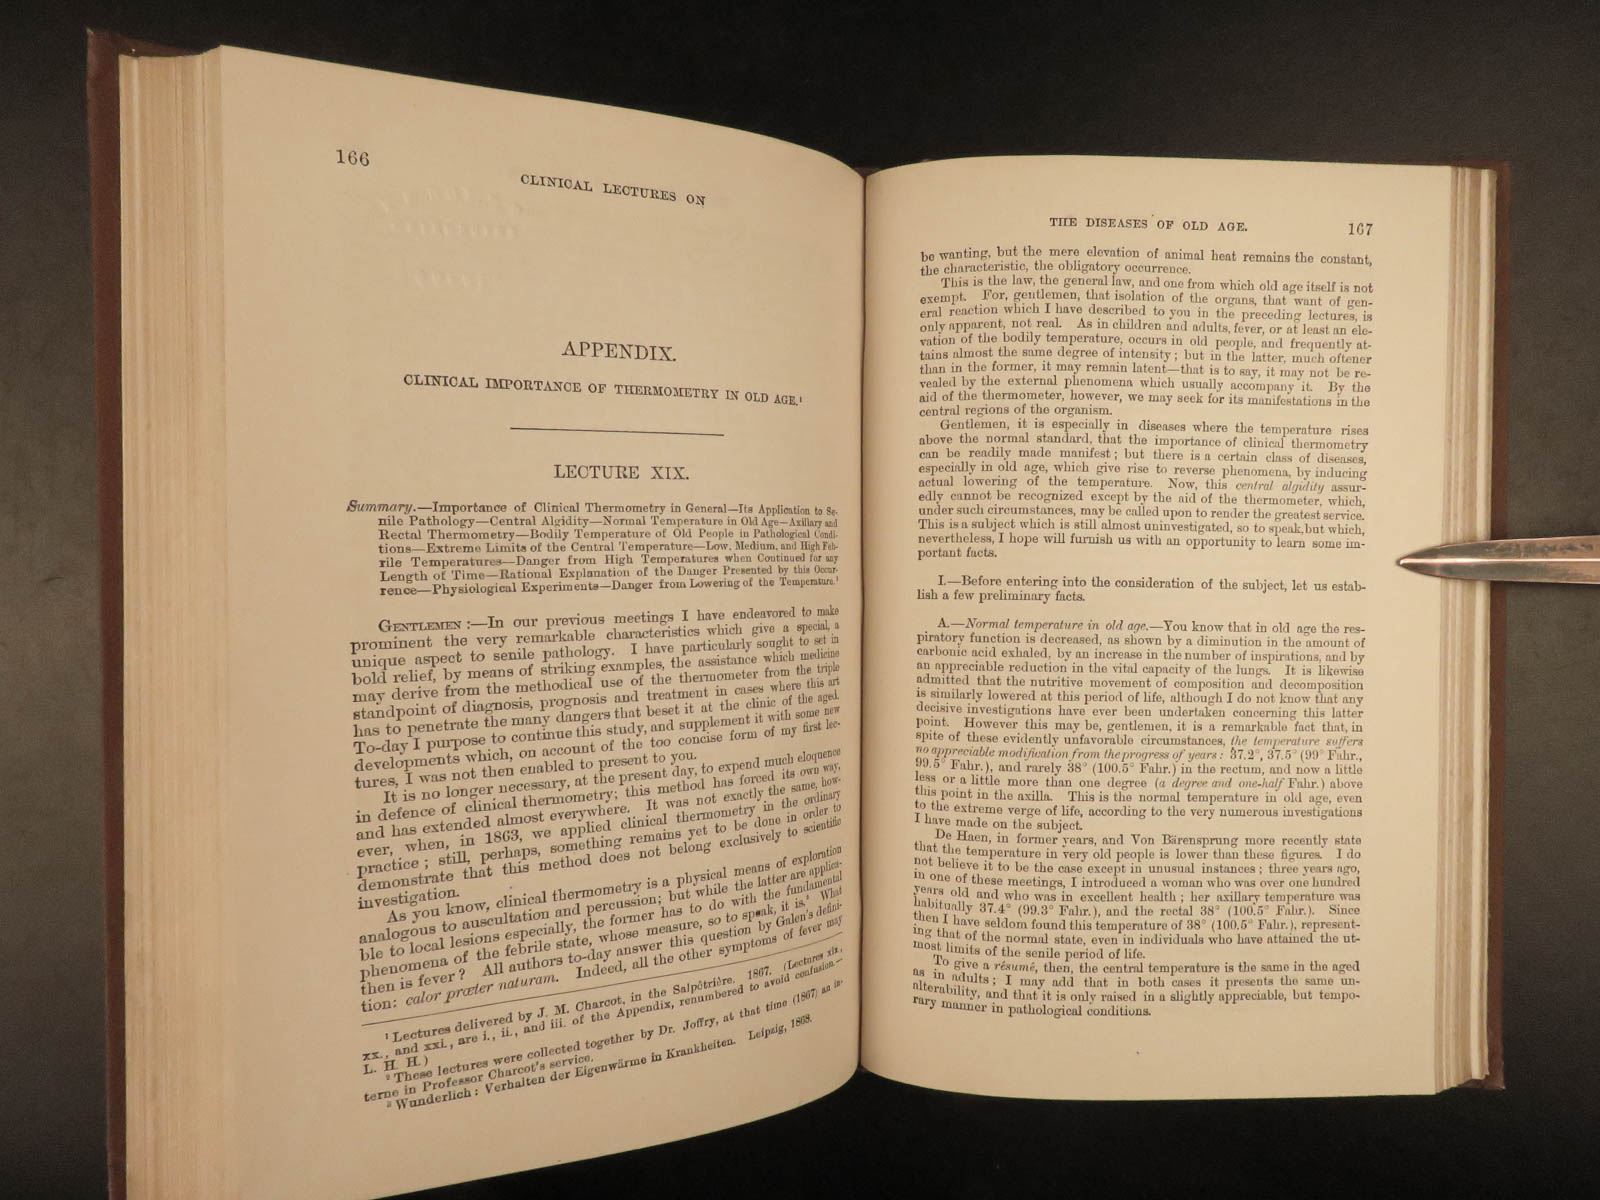 166
CLINICAL LECTURES ON
APPENDIX.
CLINICAL IMPORTANCE OF THERMOMETRY IN OLD AGE.¹
LECTURE XIX.
Summary.—Importance of Clinical Thermometry in General—Its Application to Se-
nile Pathology—Central Algidity—Normal Temperature in Old Age—Axillary and
Rectal Thermometry—Bodily Temperature of Old People in Pathological Condi-
tions—Extreme Limits of the Central Temperature—Low, Medium, and High Feb-
rile Temperatures—Danger from High Temperatures when Continued for any
Length of Time—Rational Explanation of the Danger Presented by this Occur-
rence—Physiological Experiments—Danger from Lowering of the Temperature.²
GENTLEMEN :—In our previous meetings I have endeavored to make
prominent the very remarkable characteristics which give a special, a
unique aspect to senile pathology. I have particularly sought to set in
bold relief, by means of striking examples, the assistance which medicine
may derive from the methodical use of the thermometer from the triple
standpoint of diagnosis, prognosis and treatment in cases where this art
has to penetrate the many dangers that beset it at the clinic of the aged.
To-day I purpose to continue this study, and supplement it with some new
developments which, on account of the too concise form of my first lec-
tures, I was not then enabled to present to you.
It is no longer necessary, at the present day, to expend much eloquence
in defence of clinical thermometry; this method has forced its own way,
and has extended almost everywhere. It was not exactly the same, how-
ever, when, in 1863, we applied clinical thermometry in the ordinary
practice ; still, perhaps, something remains yet to be done in order to
demonstrate that this method does not belong exclusively to scientific
investigation.
As you know, clinical thermometry is a physical means of exploration
analogous to auscultation and percussion; but while the latter are applica-
ble to local lesions especially, the former has to do with the fundamental
phenomena of the febrile state, whose measure, so to speak, it is.³ What
then is fever ? All authors to-day answer this question by Galen's defini-
tion: calor præter naturam. Indeed, all the other symptoms of fever may
¹ Lectures delivered by J. M. Charcot, in the Salpêtrière, 1867. (Lectures xix.,
xx., and xxi., are i., ii., and iii. of the Appendix, renumbered to avoid confusion.—
L. H. H.)
² These lectures were collected together by Dr. Joffry, at that time (1867) an in-
terne in Professor Charcot's service.
³ Wunderlich : Verhalten der Eigenwärme in Krankheiten. Leipzig, 1868.
THE DISEASES OF OLD AGE.
167
be wanting, but the mere elevation of animal heat remains the constant,
the characteristic, the obligatory occurrence.
This is the law, the general law, and one from which old age itself is not
exempt. For, gentlemen, that isolation of the organs, that want of gen-
eral reaction which I have described to you in the preceding lectures, is
only apparent, not real. As in children and adults, fever, or at least an ele-
vation of the bodily temperature, occurs in old people, and frequently at-
tains almost the same degree of intensity ; but in the latter, much oftener
than in the former, it may remain latent—that is to say, it may not be re-
vealed by the external phenomena which usually accompany it. By the
aid of the thermometer, however, we may seek for its manifestations in the
central regions of the organism.
Gentlemen, it is especially in diseases where the temperature rises
above the normal standard, that the importance of clinical thermometry
can be readily made manifest ; but there is a certain class of diseases,
especially in old age, which give rise to reverse phenomena, by inducing
actual lowering of the temperature. Now, this central algidity assur-
edly cannot be recognized except by the aid of the thermometer, which,
under such circumstances, may be called upon to render the greatest service.
This is a subject which is still almost uninvestigated, so to speak, but which,
nevertheless, I hope will furnish us with an opportunity to learn some im-
portant facts.
I.—Before entering into the consideration of the subject, let us estab-
lish a few preliminary facts.
A.—Normal temperature in old age.—You know that in old age the res-
piratory function is decreased, as shown by a diminution in the amount of
carbonic acid exhaled, by an increase in the number of inspirations, and by
an appreciable reduction in the vital capacity of the lungs. It is likewise
admitted that the nutritive movement of composition and decomposition
is similarly lowered at this period of life, although I do not know that any
decisive investigations have ever been undertaken concerning this latter
point. However this may be, gentlemen, it is a remarkable fact that, in
spite of these evidently unfavorable circumstances, the temperature suffers
no appreciable modification from the progress of years : 37.2°, 37.5° (99° Fahr.,
99.5° Fahr.), and rarely 38° (100.5° Fahr.) in the rectum, and now a little
less or a little more than one degree (a degree and one-half Fahr.) above
this point in the axilla. This is the normal temperature in old age, even
to the extreme verge of life, according to the very numerous investigations
I have made on the subject.
De Haen, in former years, and Von Bärensprung more recently state
that the temperature in very old people is lower than these figures. I do
not believe it to be the case except in unusual instances ; three years ago,
in one of these meetings, I introduced a woman who was over one hundred
years old and who was in excellent health ; her axillary temperature was
habitually 37.4° (99.3° Fahr.), and the rectal 38° (100.5° Fahr.). Since
then I have seldom found this temperature of 38° (100.5° Fahr.), represent-
ing that of the normal state, even in individuals who have attained the ut-
most limits of the senile period of life.
To give a résumé, then, the central temperature is the same in the aged
as in adults ; I may add that in both cases it presents the same un-
alterability, and that it is only raised in a slightly appreciable, but tempo-
rary manner in pathological conditions.